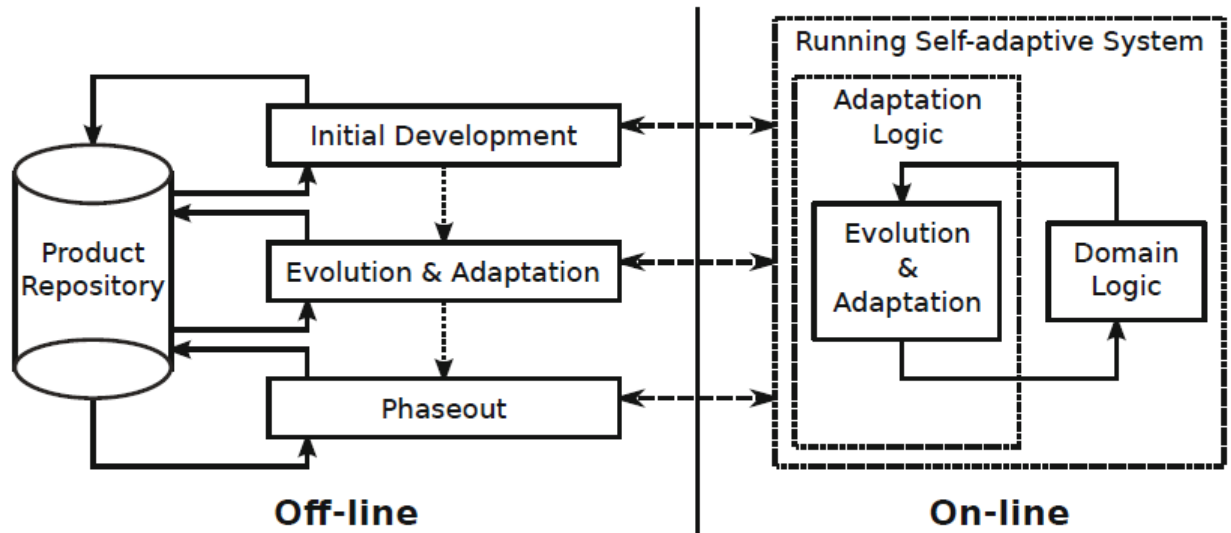 Running Self-adaptive System
Initial Development
Adaptation
Logic
Product
Repository
Evolution & Adaptation
Evolution
&
Adaptation
Domain
Logic
Phaseout
Off-line
On-line